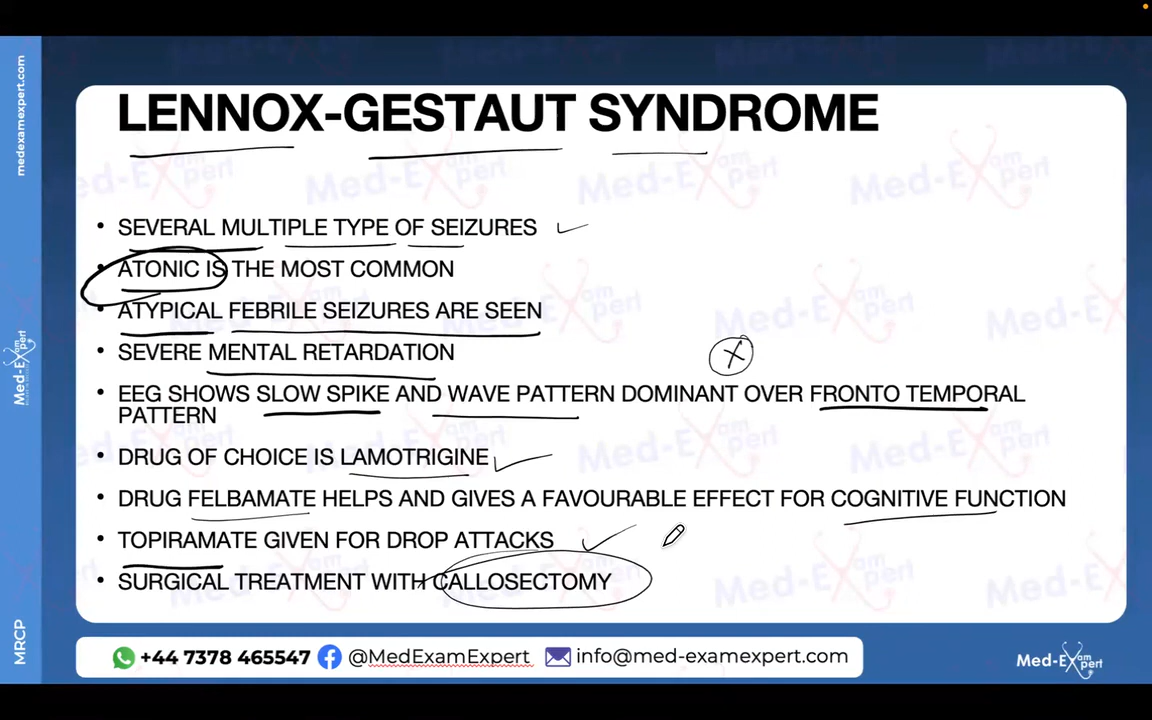 medexamexpert.com
Med-Expert
MRCP
LENNOX-GESTAUT SYNDROME
• SEVERAL MULTIPLE TYPE OF SEIZURES
• ATONIC IS THE MOST COMMON
• ATYPICAL FEBRILE SEIZURES ARE SEEN
• SEVERE MENTAL RETARDATION
• EEG SHOWS SLOW SPIKE AND WAVE PATTERN DOMINANT OVER FRONTO TEMPORAL
PATTERN
• DRUG OF CHOICE IS LAMOTRIGINE
• DRUG FELBAMATE HELPS AND GIVES A FAVOURABLE EFFECT FOR COGNITIVE FUNCTION
• TOPIRAMATE GIVEN FOR DROP ATTACKS
• SURGICAL TREATMENT WITH CALLOSECTOMY
+44 7378 465547 @MedExamExpert info@med-examexpert.com
Med-Exam Expert